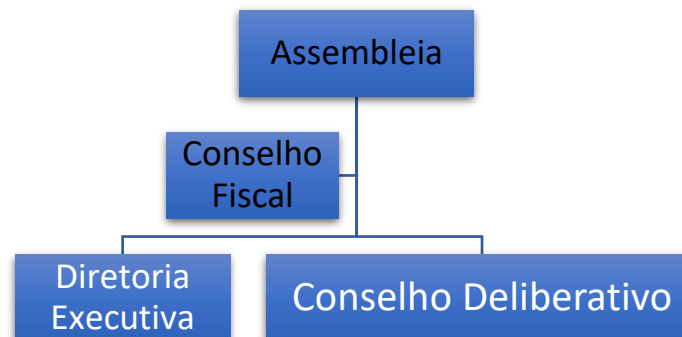 Assembleia
Conselho
Fiscal
Diretoria
Executiva
Conselho Deliberativo